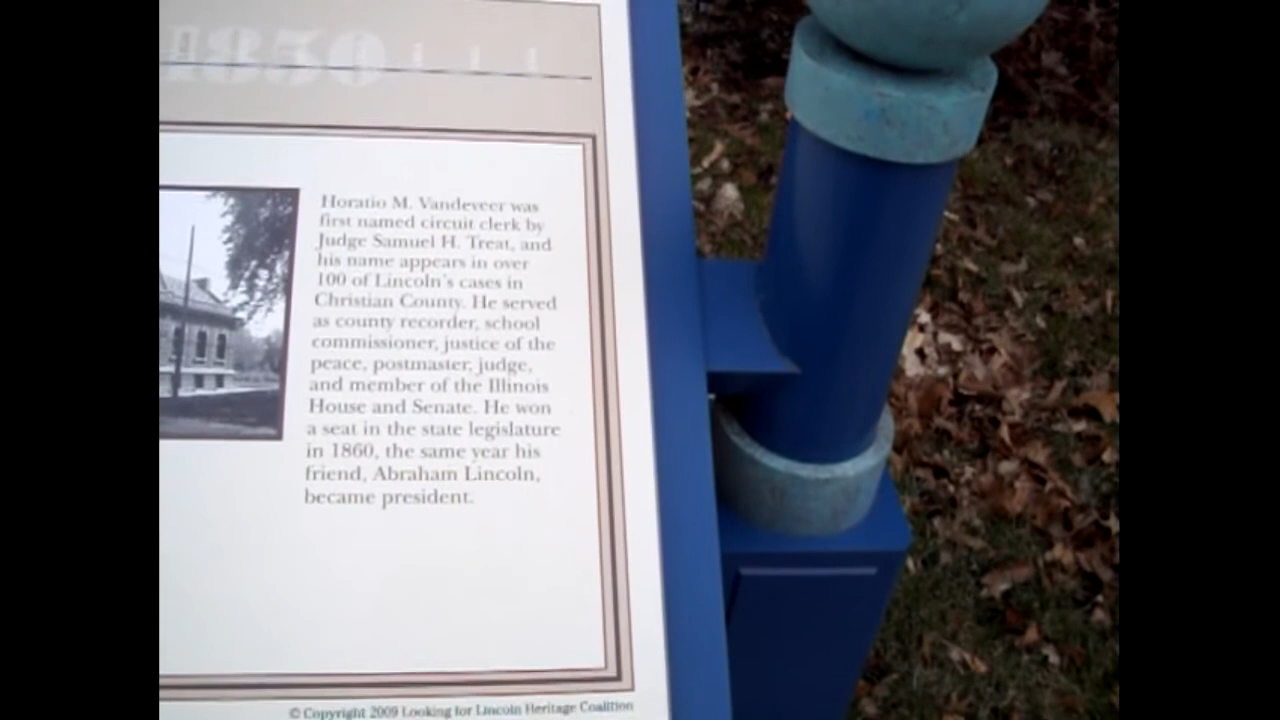 1850
Horatio M. Vandeveer was
first named circuit clerk by
Judge Samuel H. Treat, and
his name appears in over
100 of Lincoln's cases in
Christian County. He served
as county recorder, school
commissioner, justice of the
peace, postmaster, judge,
and member of the Illinois
House and Senate. He won
a seat in the state legislature
in 1860, the same year his
friend, Abraham Lincoln,
became president.
© Copyright 2009 Looking for Lincoln Heritage Coalition